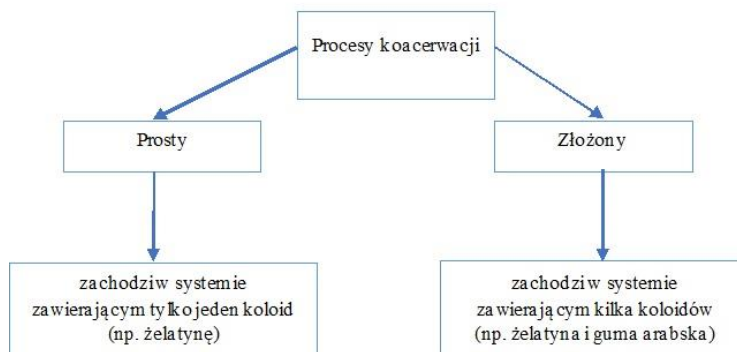 Procesy koacerwacji
Prosty
Złożony
zachodzi w systemie
zawierającym tylko jeden koloid
(np. żelatynę)
zachodzi w systemie
zawierającym kilka koloidów
(np. żelatyna i guma arabska)